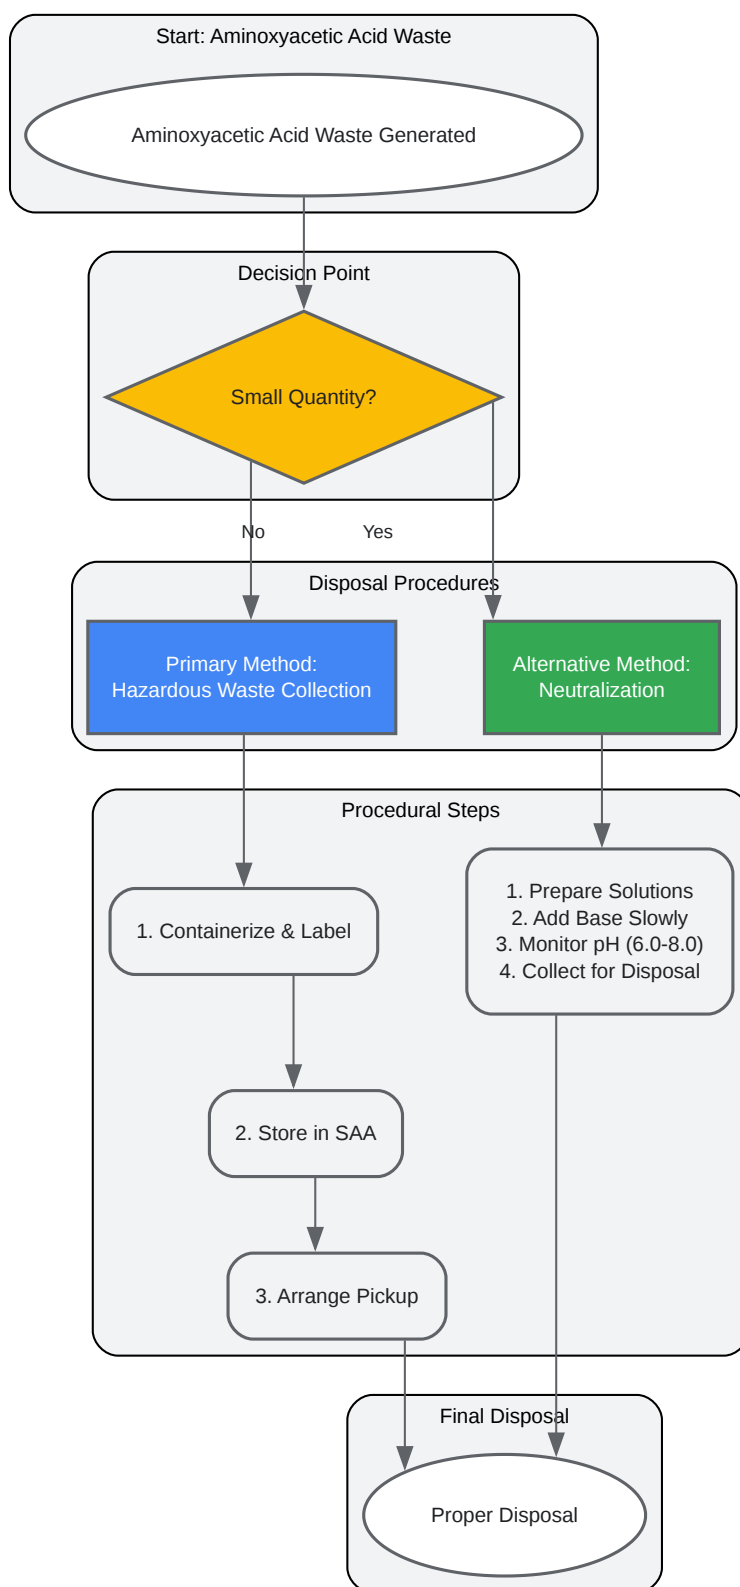 Start: Aminoxyacetic Acid Waste
Aminoxyacetic Acid Waste Generated
Decision Point
Small Quantity?
No
Yes
Disposal Procedures
Primary Method:
Hazardous Waste Collection
Alternative Method:
Neutralization
Procedural Steps
1. Containerize & Label
1. Prepare Solutions
2. Add Base Slowly
3. Monitor pH (6.0-8.0)
4. Collect for Disposal
2. Store in SAA
3. Arrange Pickup
Final Disposal
Proper Disposal